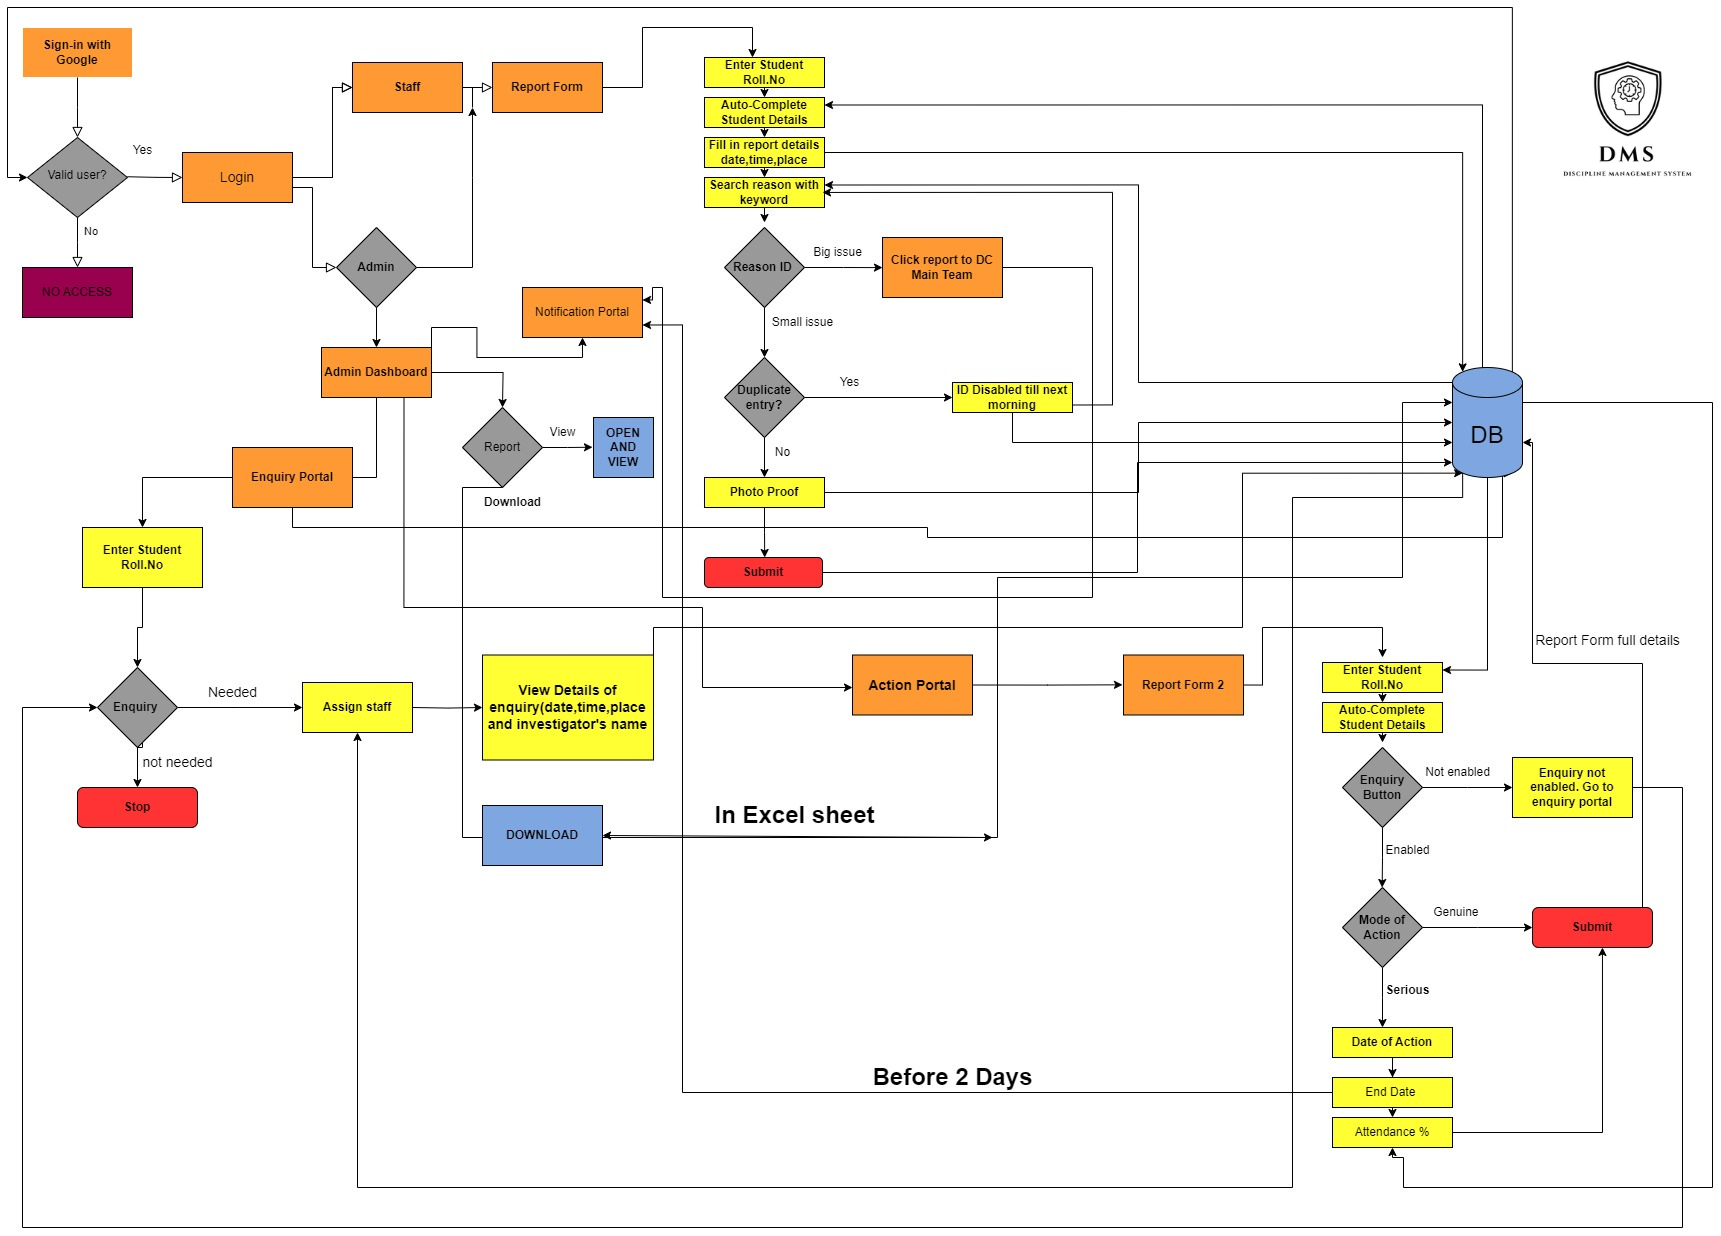 Sign-in with
Google
Valid user?
Yes
No
NO ACCESS
Login
Staff
Report Form
Admin
Admin Dashboard
Notification Portal
Report
View
OPEN
AND
VIEW
Download
Enquiry Portal
Enter Student
Roll.No
Enquiry
Needed
not needed
Stop
Assign staff
View Details of
enquiry(date,time,place
and investigator's name
DOWNLOAD
In Excel sheet
Enter Student
Roll.No
Auto-Complete
Student Details
Fill in report details
date,time,place
Search reason with
keyword
Reason ID
Big issue
Click report to DC
Main Team
Small issue
Duplicate
entry?
Yes
ID Disabled till next
morning
No
Photo Proof
Submit
DB
DMS
DISCIPLINE MANAGEMENT SYSTEM
Action Portal
Report Form 2
Report Form full details
Enter Student
Roll.No
Auto-Complete
Student Details
Enquiry
Button
Not enabled
Enquiry not
enabled. Go to
enquiry portal
Enabled
Mode of
Action
Genuine
Submit
Serious
Date of Action
End Date
Attendance %
Before 2 Days